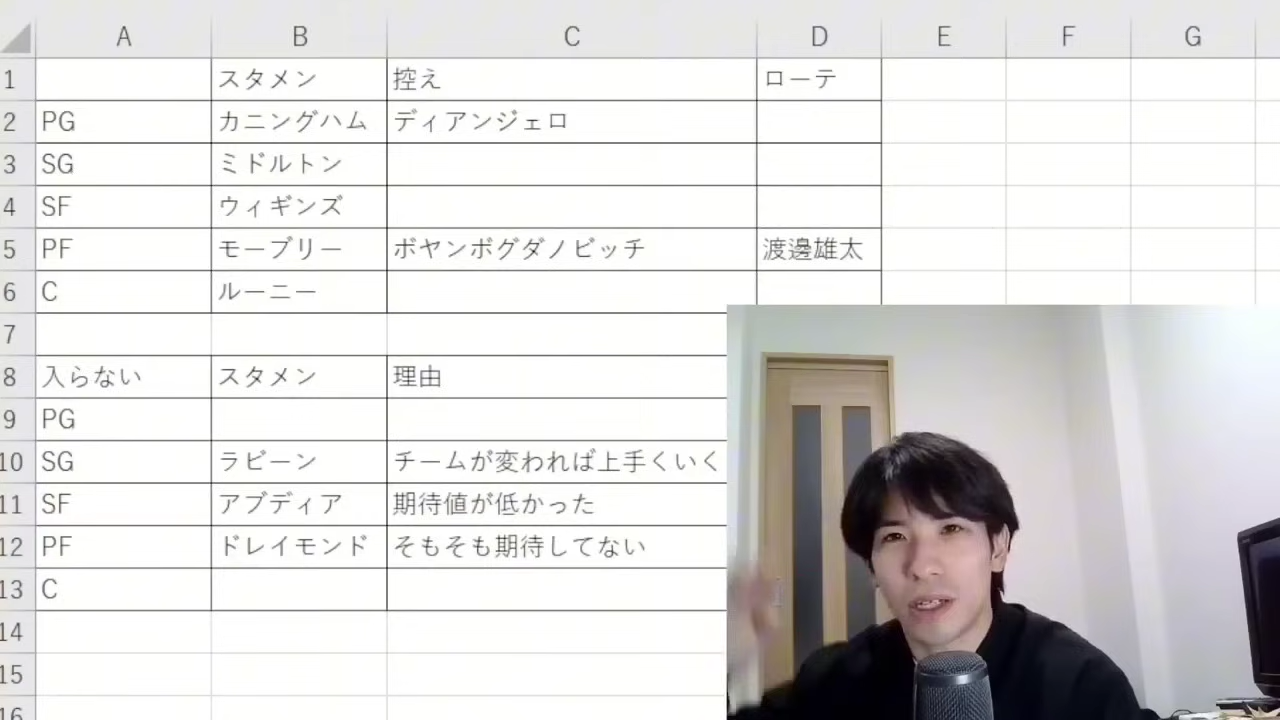 A B C D E F G
1 スタメン 控え ローテ
2 PG カニングハム ディアンジェロ
3 SG ミドルトン
4 SF ウィギンズ
5 PF モーブリー ボヤンボグダノビッチ 渡邊雄太
6 C ルーニー
7
8 入らない スタメン 理由
9 PG
10 SG ラビーン チームが変われば上手くいく
11 SF アブディア 期待値が低かった
12 PF ドレイモンド そもそも期待してない
13 C
14
15
16